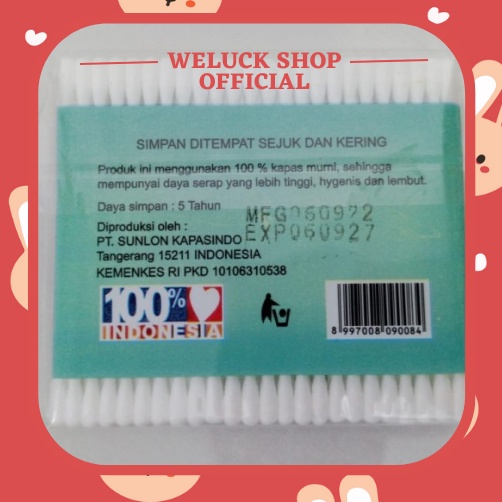 WELUCK SHOP
OFFICIAL
SIMPAN DITEMPAT SEJUK DAN KERING
Produk ini menggunakan 100 % kapas murni, sehingga
mempunyai daya serap yang lebih tinggi, hygenis dan lembut.
Daya simpan : 5 Tahun
MFG060922
EXP060927
Diproduksi oleh :
PT. SUNLON KAPASINDO
Tangerang 15211 INDONESIA
KEMENKES RI PKD 10106310538
100%
INDONESIA
8 997008 090084